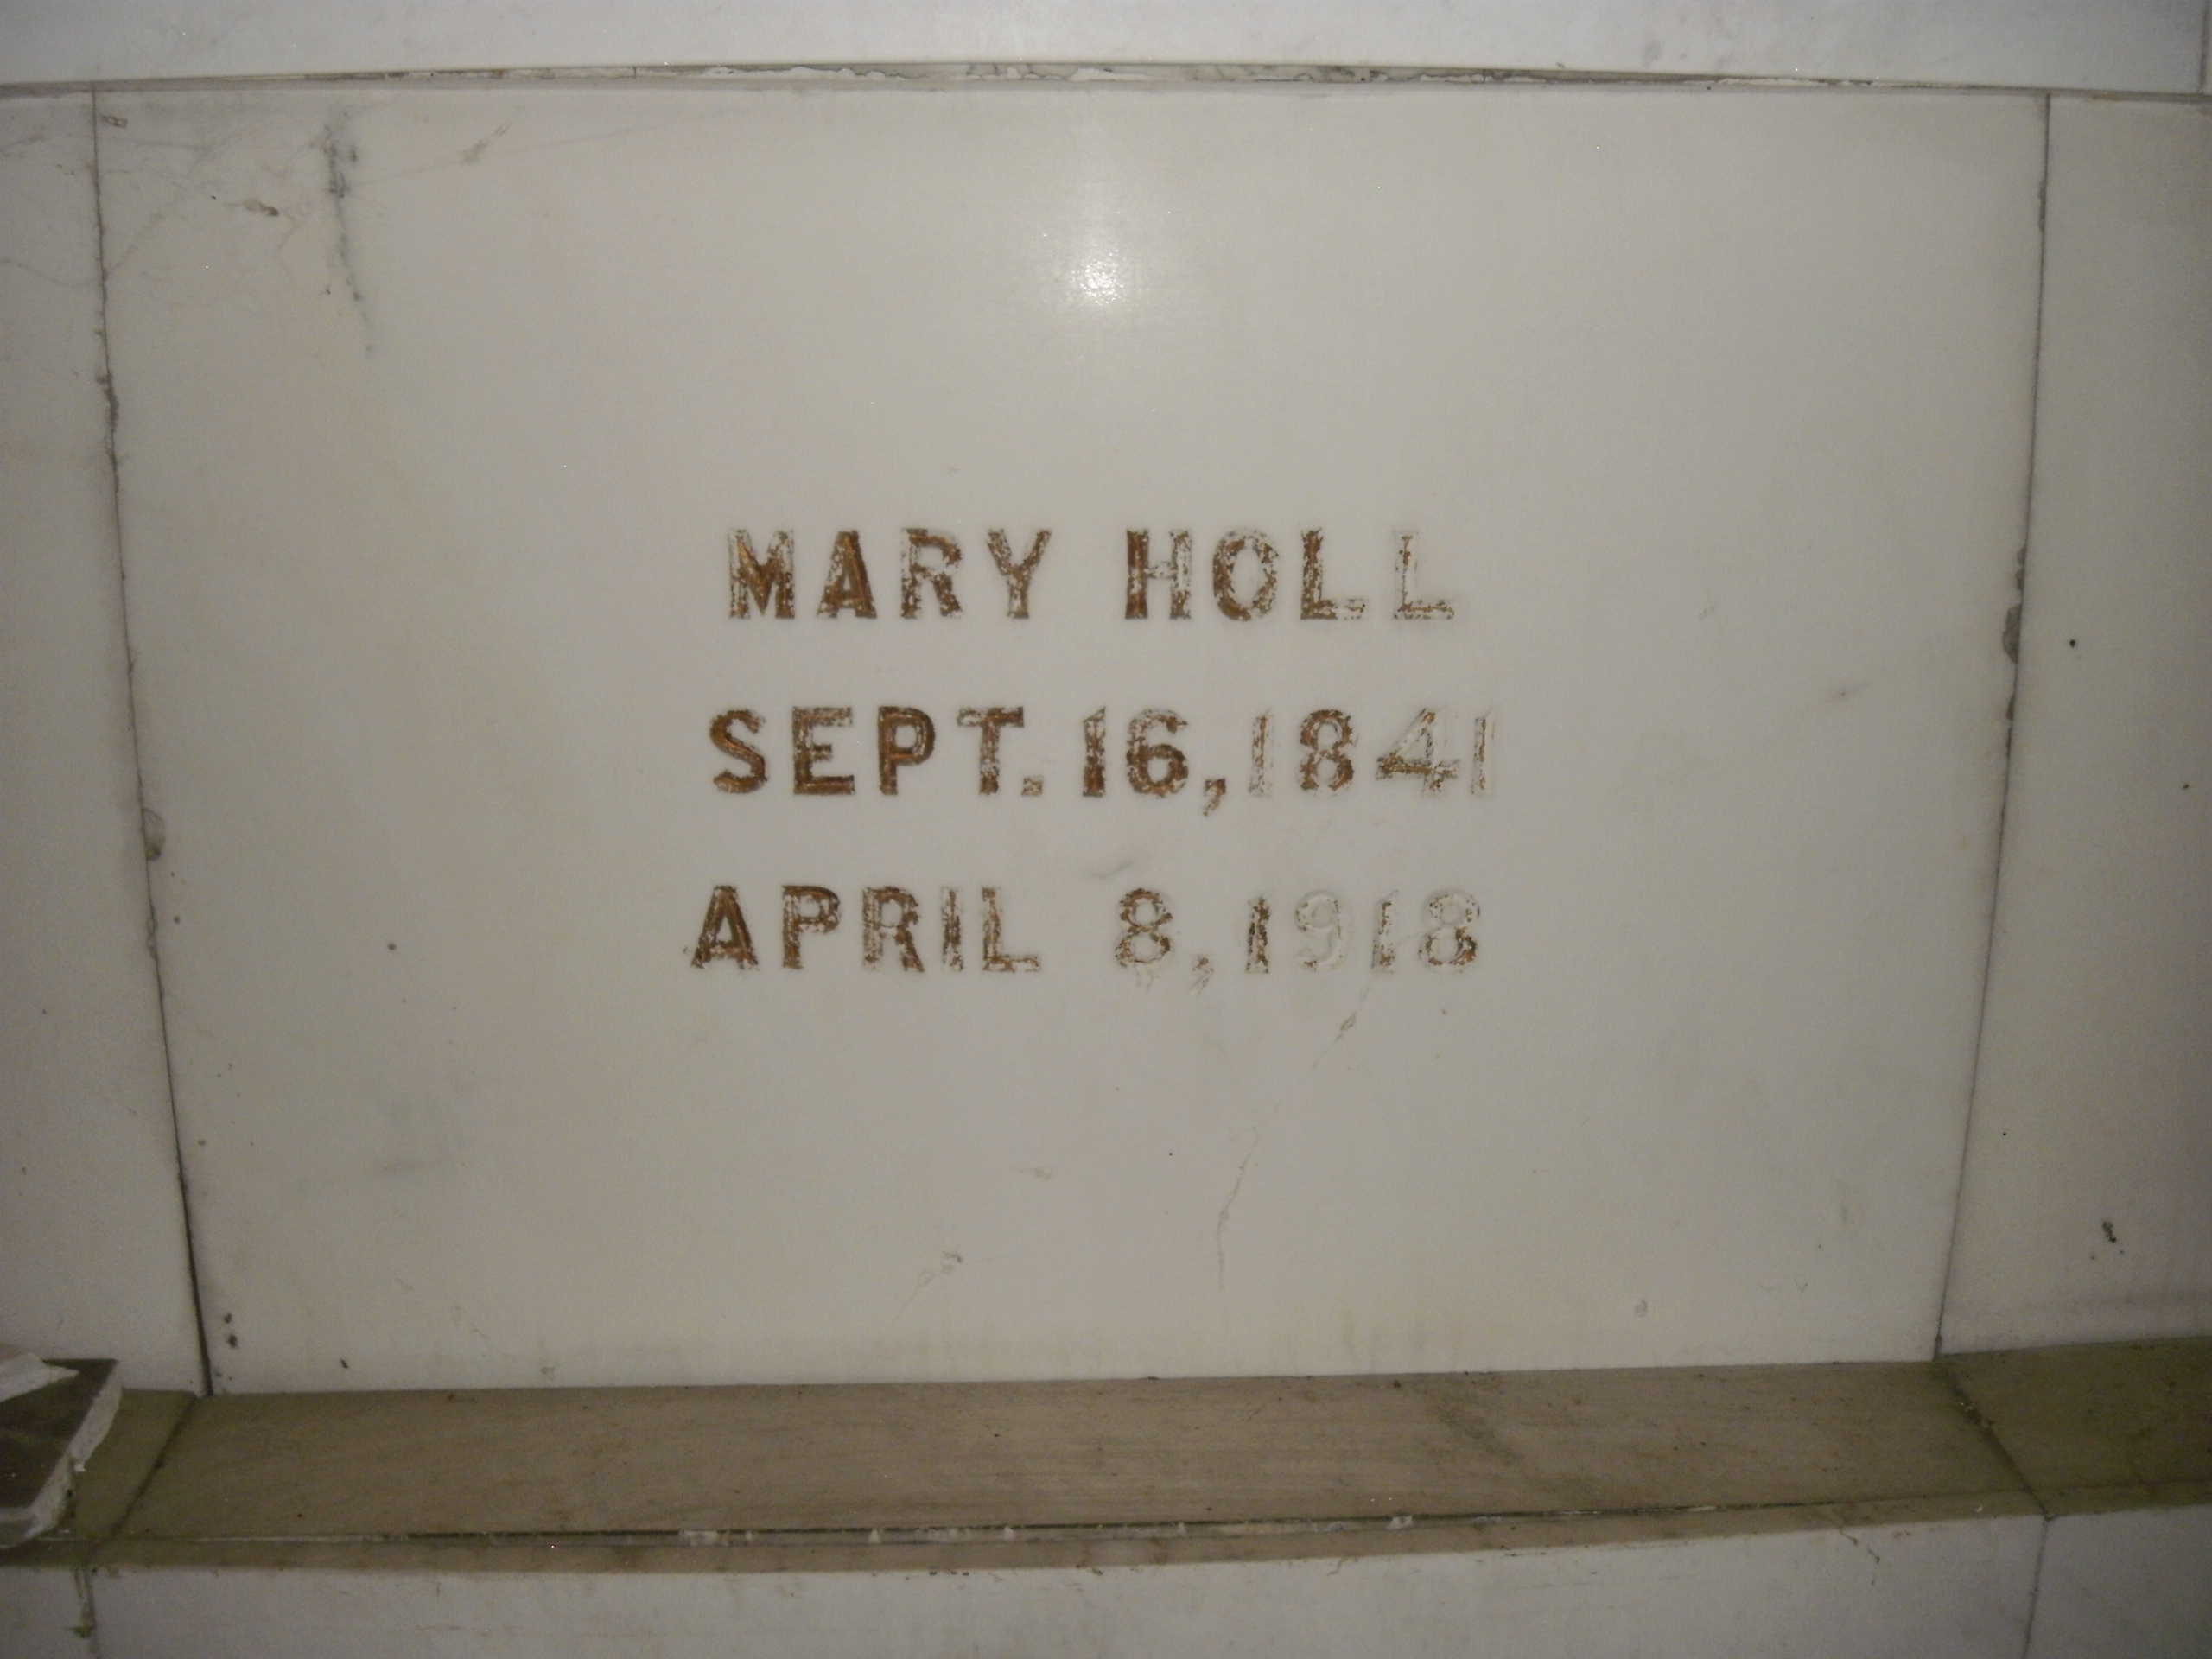 MARY HOLL
SEPT. 16, 1841
APRIL 8, 1918